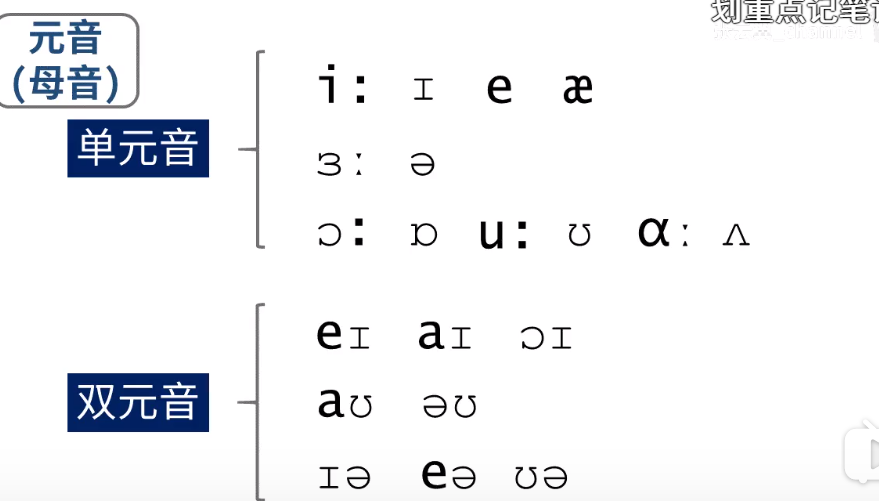 划重点记笔
元音
(母音)
单元音
iː ɪ e æ
ɜː ə
ɔː ɒ uː ʊ ɑː ʌ
双元音
eɪ aɪ ɔɪ
aʊ əʊ
ɪə eə ʊə